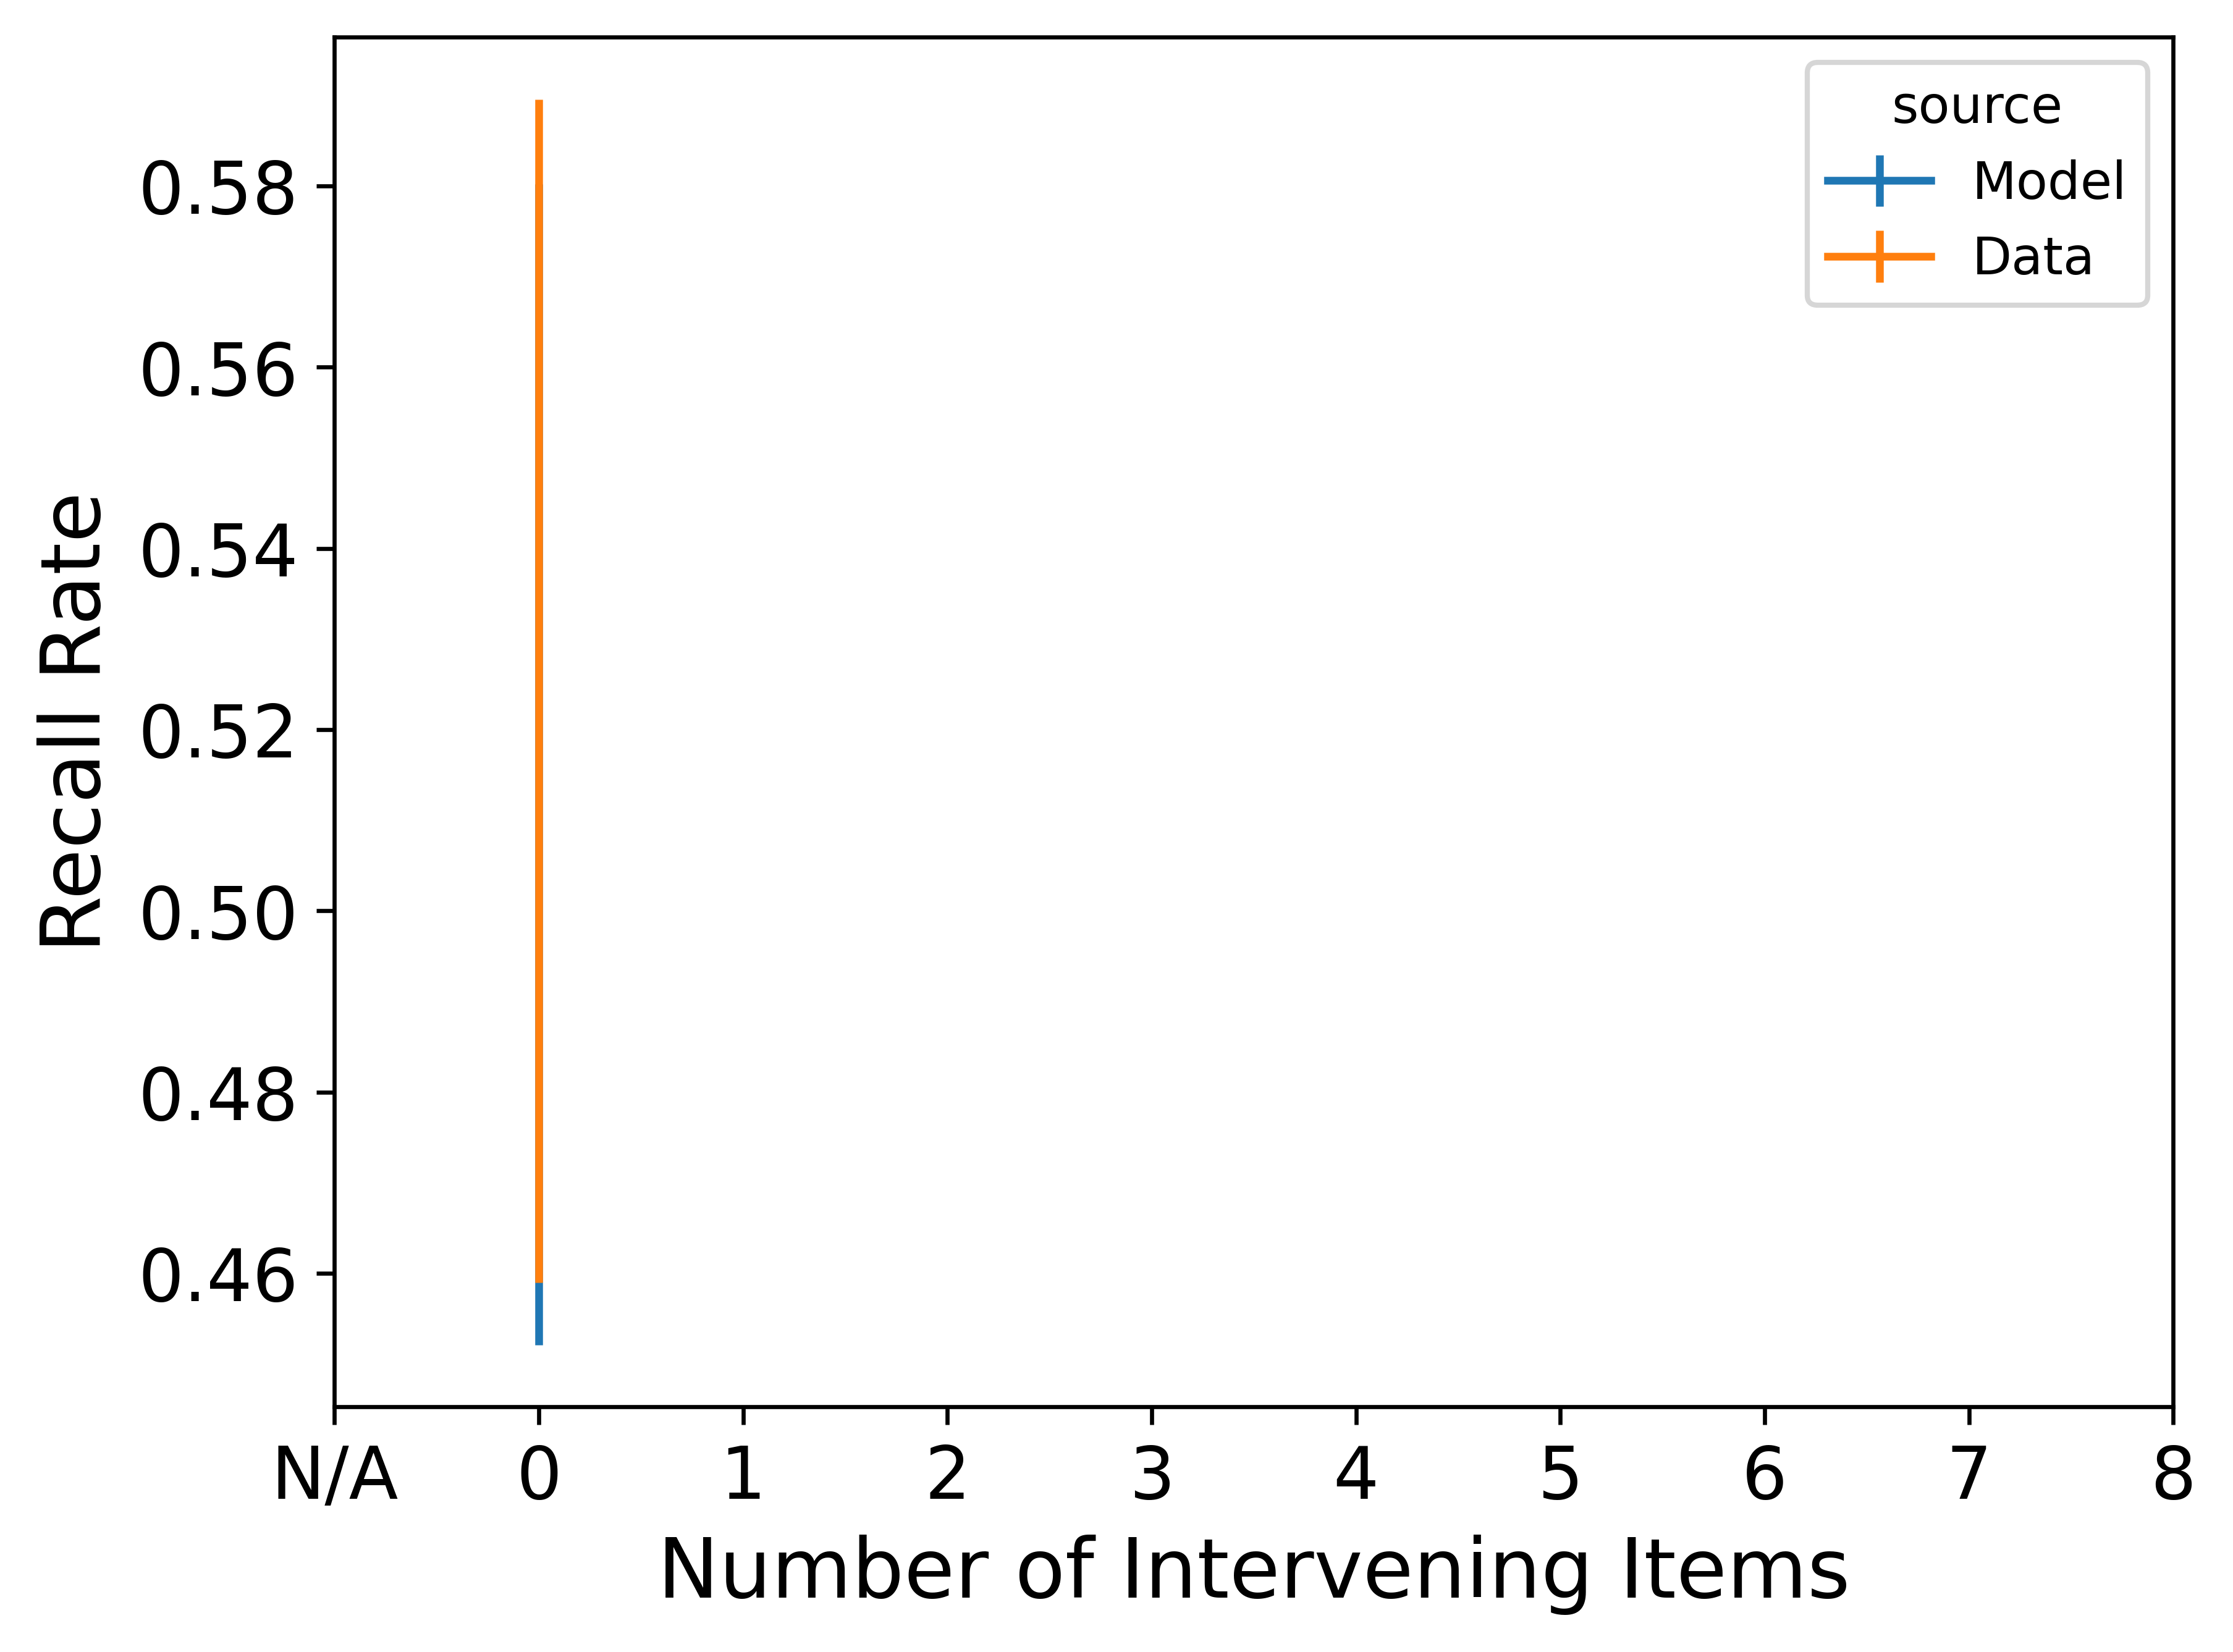 source
Model
Data
0.58
0.56
0.54
0.52
0.50
0.48
0.46
Recall Rate
N/A 0 1 2 3 4 5 6 7 8
Number of Intervening Items